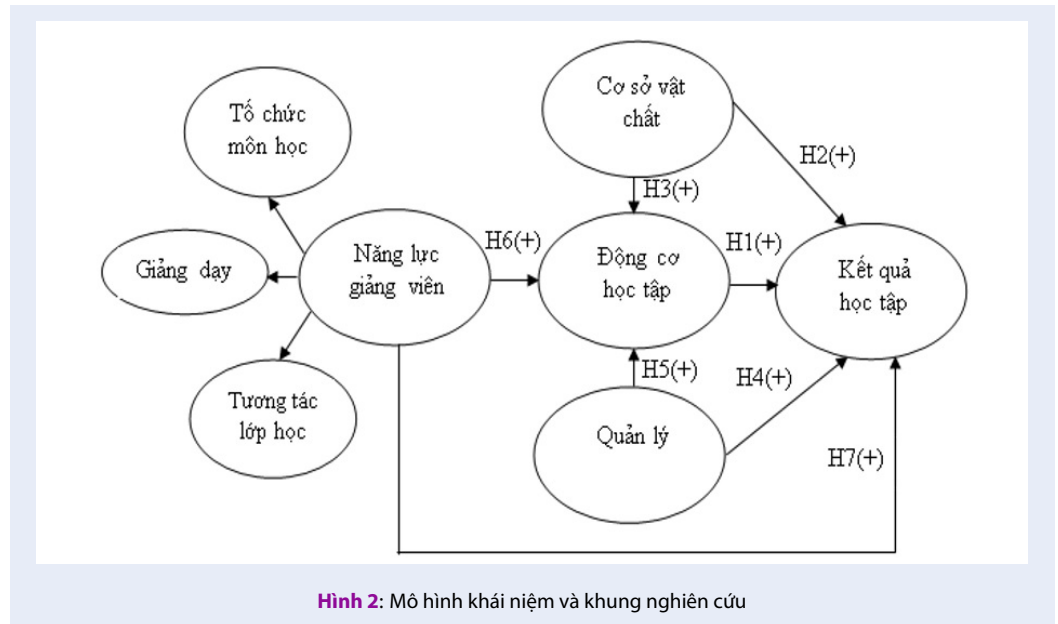 Cơ sở vật
chất
Tổ chức
môn học
H2(+)
H3(+)
Năng lực
giảng viên
H6(+)
Động cơ
học tập
H1(+)
Kết quả
học tập
Giảng dạy
H5(+)
H4(+)
Tương tác
lớp học
Quản lý
H7(+)
Hình 2: Mô hình khái niệm và khung nghiên cứu